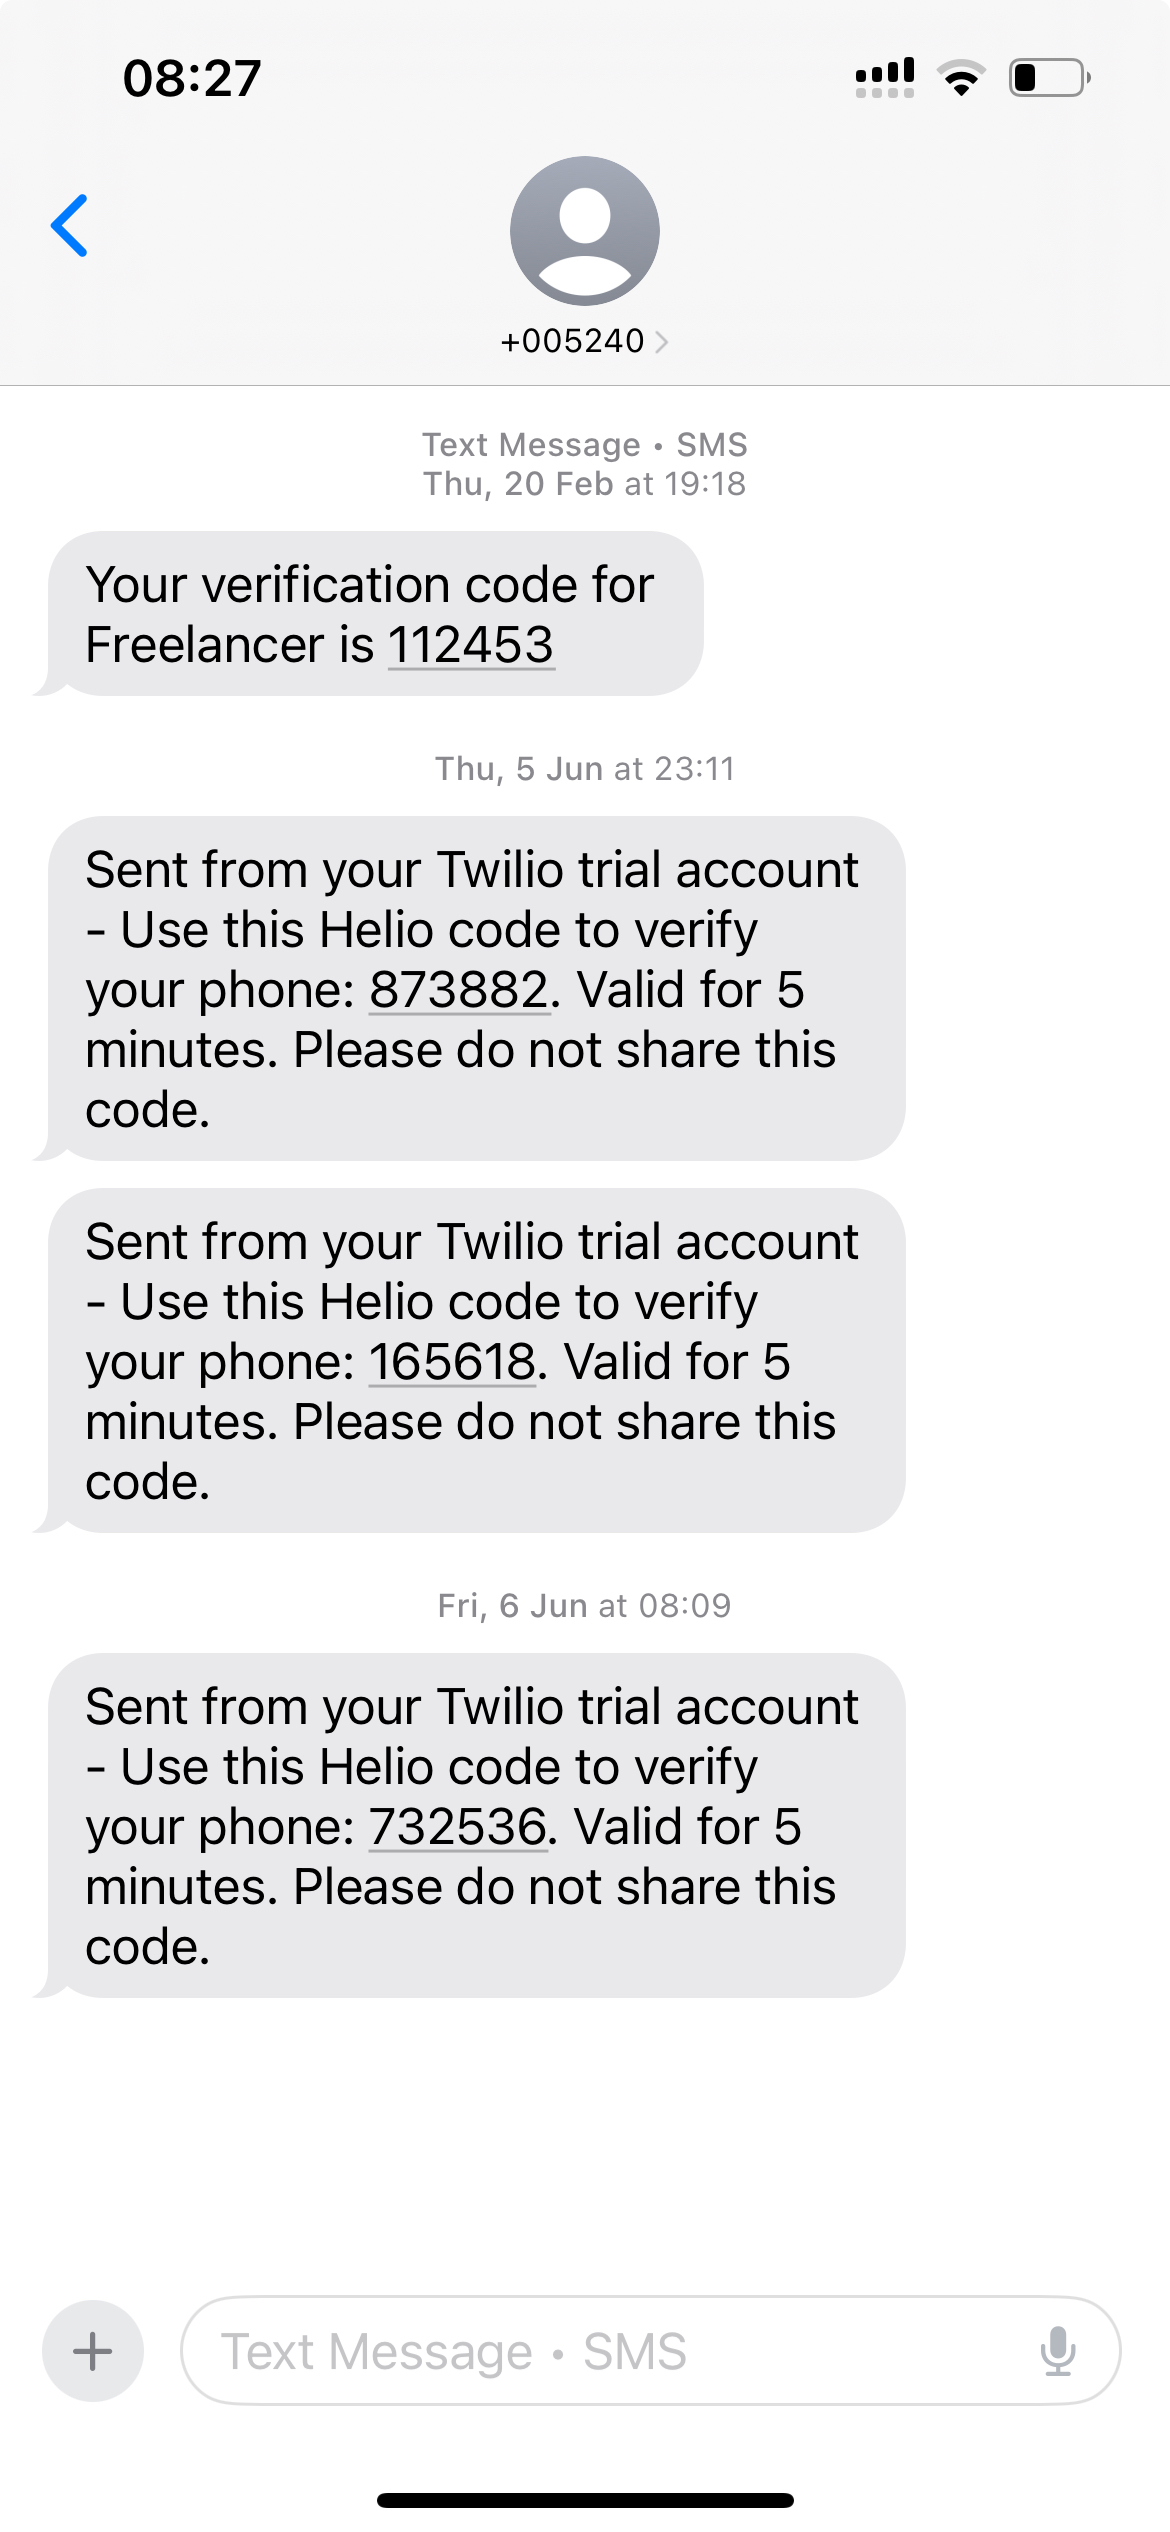 08:27
+005240
Text Message • SMS
Thu, 20 Feb at 19:18
Your verification code for
Freelancer is 112453
Thu, 5 Jun at 23:11
Sent from your Twilio trial account
- Use this Helio code to verify
your phone: 873882. Valid for 5
minutes. Please do not share this
code.
Sent from your Twilio trial account
- Use this Helio code to verify
your phone: 165618. Valid for 5
minutes. Please do not share this
code.
Fri, 6 Jun at 08:09
Sent from your Twilio trial account
- Use this Helio code to verify
your phone: 732536. Valid for 5
minutes. Please do not share this
code.
Text Message • SMS